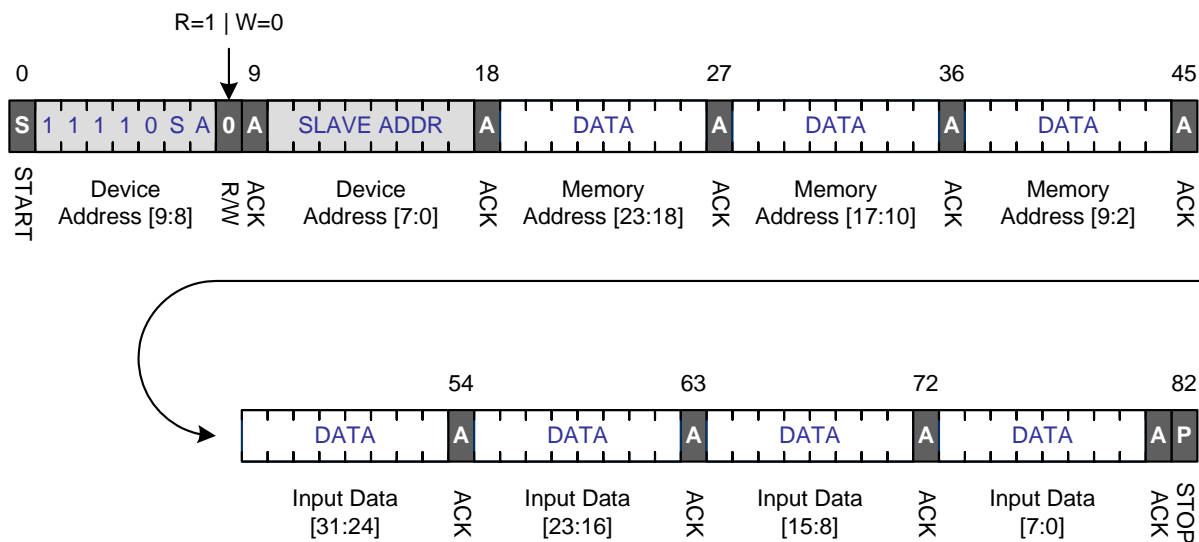 R=1 | W=0
0 9 18 27 36 45
S 1 1 1 1 0 S A 0 A SLAVE ADDR A DATA A DATA A DATA A
START Device Address [9:8] R/W ACK Device Address [7:0] ACK Memory Address [23:18] ACK Memory Address [17:10] ACK Memory Address [9:2] ACK
54 63 72 82
DATA A DATA A DATA A DATA A P
Input Data [31:24] ACK Input Data [23:16] ACK Input Data [15:8] ACK Input Data [7:0] ACK STOP